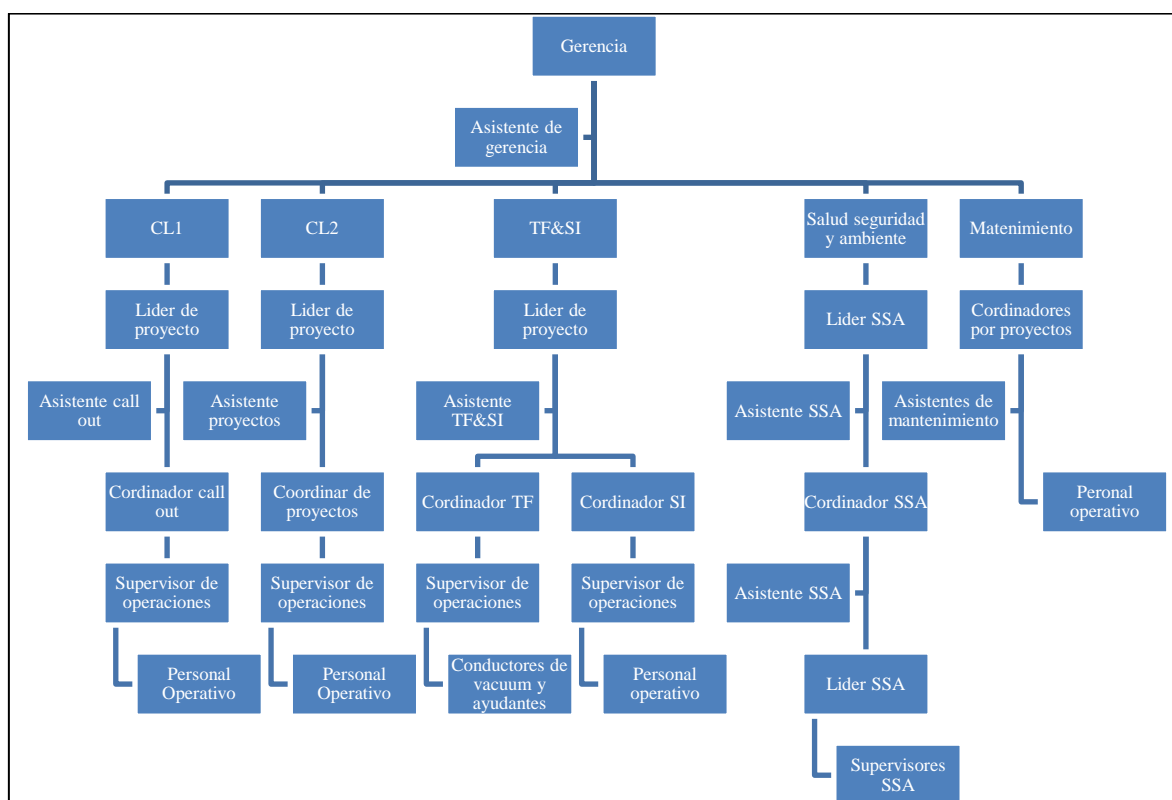 Gerencia
Asistente de
gerencia
CL1
CL2
TF&SI
Salud seguridad
y ambiente
Matenimiento
Lider de
proyecto
Lider de
proyecto
Lider de
proyecto
Lider SSA
Cordinadores
por proyectos
Asistente call
out
Asistente
proyectos
Asistente
TF&SI
Asistente SSA
Asistentes de
mantenimiento
Cordinador call
out
Coordinar de
proyectos
Cordinador TF
Cordinador SI
Cordinador SSA
Peronal
operativo
Supervisor de
operaciones
Supervisor de
operaciones
Supervisor de
operaciones
Supervisor de
operaciones
Asistente SSA
Personal
Operativo
Personal
Operativo
Conductores de
vacuum y
ayudantes
Personal
operativo
Lider SSA
Supervisores
SSA